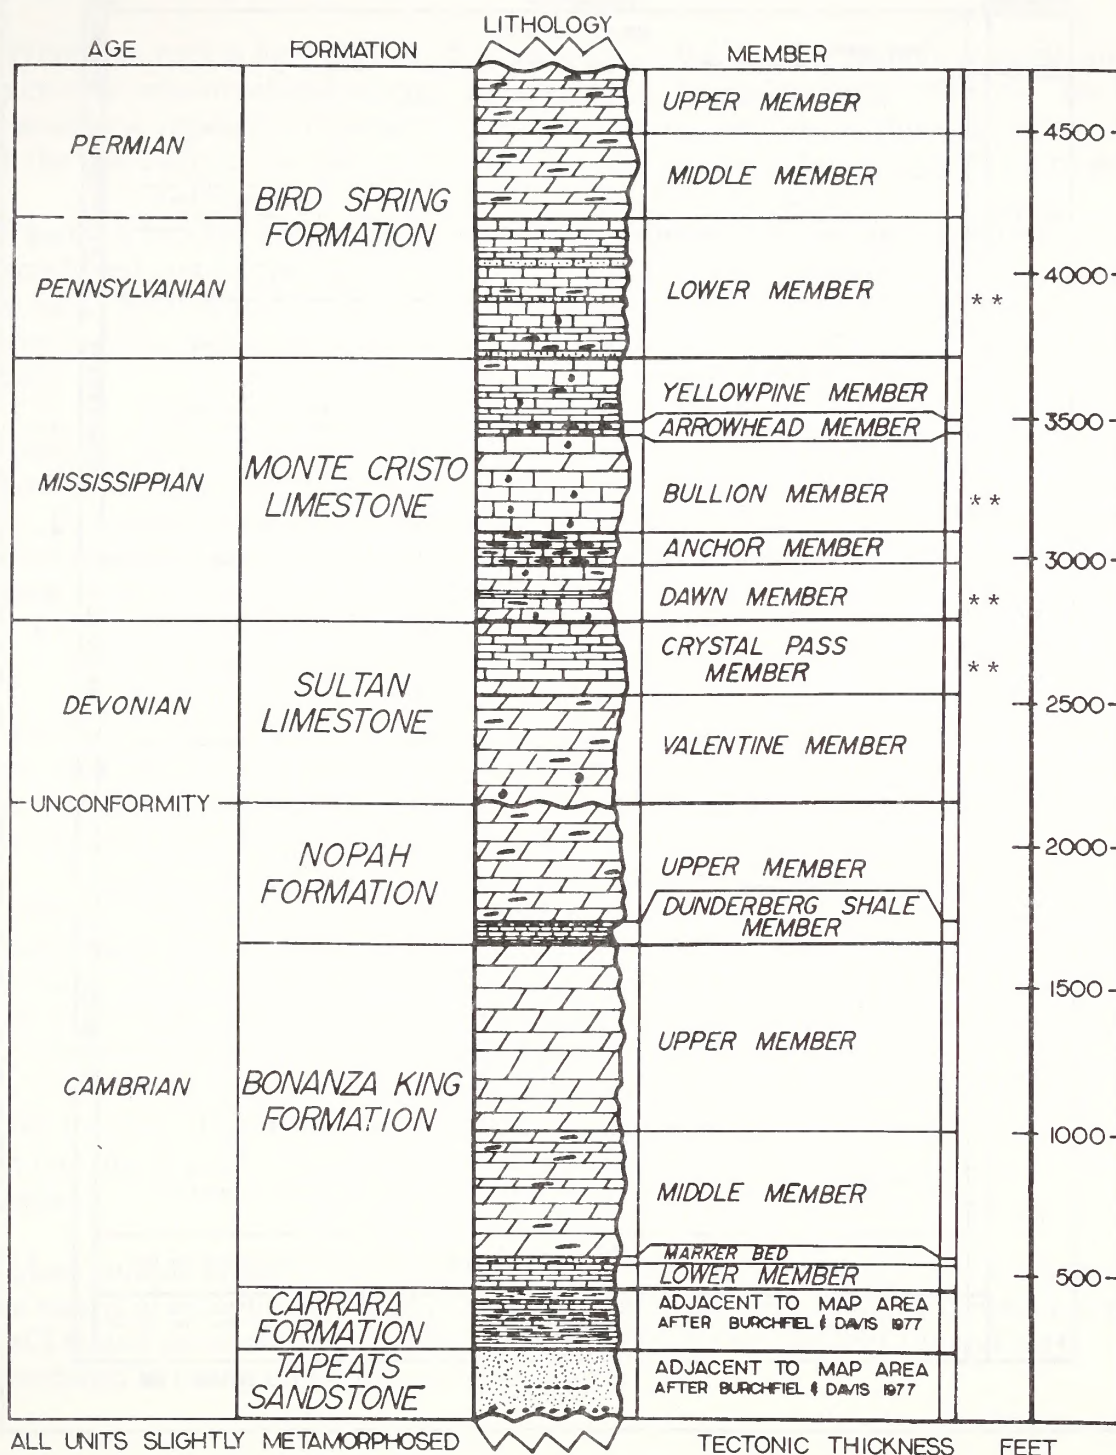 LITHOLOGY
AGE FORMATION MEMBER
PERMIAN
PENNSYLVANIAN
MISSISSIPPIAN
DEVONIAN
UNCONFORMITY
CAMBRIAN
BIRD SPRING
FORMATION
MONTE CRISTO
LIMESTONE
SULTAN
LIMESTONE
NOPAH
FORMATION
BONANZA KING
FORMATION
CARRARA
FORMATION
TAPEATS
SANDSTONE
UPPER MEMBER
MIDDLE MEMBER
LOWER MEMBER
**
YELLOWPINE MEMBER
ARROWHEAD MEMBER
BULLION MEMBER
**
ANCHOR MEMBER
DAWN MEMBER
**
CRYSTAL PASS
MEMBER
**
VALENTINE MEMBER
UPPER MEMBER
DUNDERBERG SHALE
MEMBER
UPPER MEMBER
MIDDLE MEMBER
MARKER BED
LOWER MEMBER
ADJACENT TO MAP AREA
AFTER BURCHFIEL & DAVIS 1977
ADJACENT TO MAP AREA
AFTER BURCHFIEL & DAVIS 1977
4500
4000
3500
3000
2500
2000
1500
1000
500
ALL UNITS SLIGHTLY METAMORPHOSED
TECTONIC THICKNESS FEET